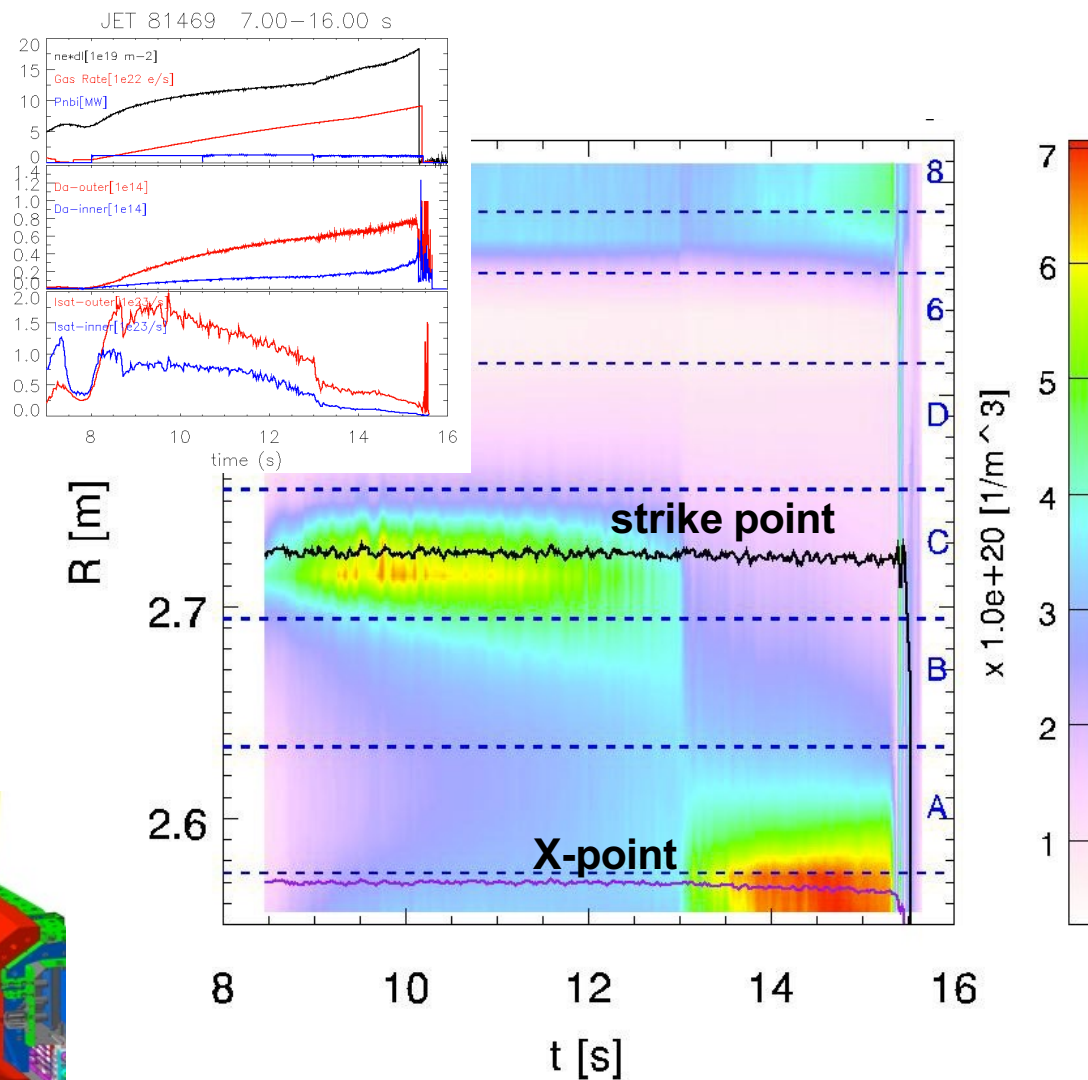 JET 81469 7.00−16.00 s
20
15
10
5
0
ne∗dl[1e19 m−2]
Gas Rate[1e22 e/s]
Pnbi[MW]
1.4
1.2
1.0
0.8
0.6
0.4
0.2
0.0
Da−outer[1e14]
Da−inner[1e14]
2.0
1.5
1.0
0.5
0.0
Isat−outer[1e23/s]
Isat−inner[1e23/s]
8 10 12 14 16
time (s)
R [m]
2.7
2.6
strike point
X-point
8
6
D
C
B
A
8 10 12 14 16
t [s]
7
6
5
4
3
2
1
x 1.0e+20 [1/m^3]